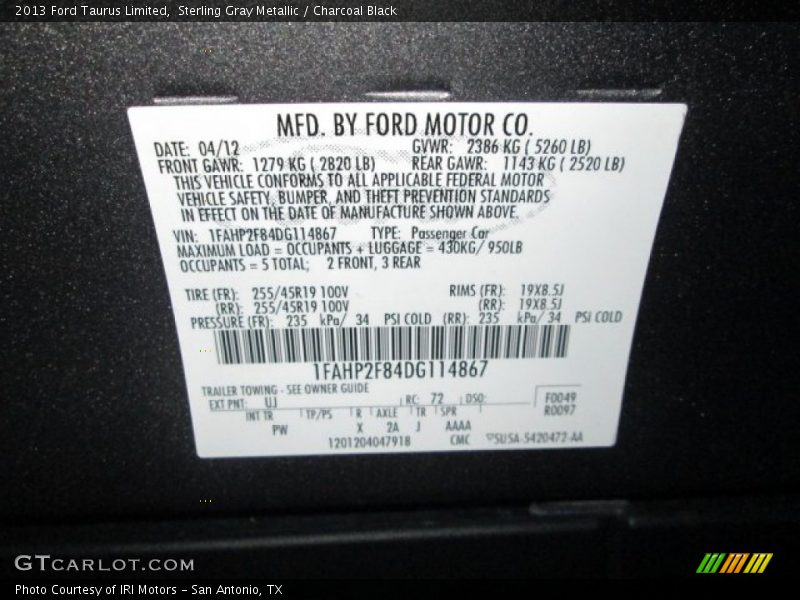 2013 Ford Taurus Limited,  Sterling Gray Metallic / Charcoal Black
MFD. BY FORD MOTOR CO.
DATE: 04/12 GVWR: 2386 KG ( 5260 LB)
FRONT GAWR: 1279 KG ( 2820 LB) REAR GAWR: 1143 KG ( 2520 LB)
THIS VEHICLE CONFORMS TO ALL APPLICABLE FEDERAL MOTOR
VEHICLE SAFETY, BUMPER, AND THEFT PREVENTION STANDARDS
IN EFFECT ON THE DATE OF MANUFACTURE SHOWN ABOVE.
VIN: 1FAHP2F84DG114867 TYPE: Passenger Car
MAXIMUM LOAD = OCCUPANTS + LUGGAGE = 430KG/ 950LB
OCCUPANTS = 5 TOTAL; 2 FRONT, 3 REAR
TIRE (FR): 255/45R19 100V RIMS (FR): 19X8.5J
(RR): 255/45R19 100V (RR): 19X8.5J
PRESSURE (FR): 235 kPa/ 34 PSI COLD (RR): 235 kPa/ 34 PSI COLD
1FAHP2F84DG114867
TRAILER TOWING - SEE OWNER GUIDE
EXT PNT: UJ RC: 72 DSO: F0049
INT TR TP/PS R AXLE TR SPR R0097
PW X 2A J AAAA
1201204047918 CMC 5USA-5420472-AA
GTCARLOT.COM
Photo Courtesy of IRI Motors – San Antonio, TX